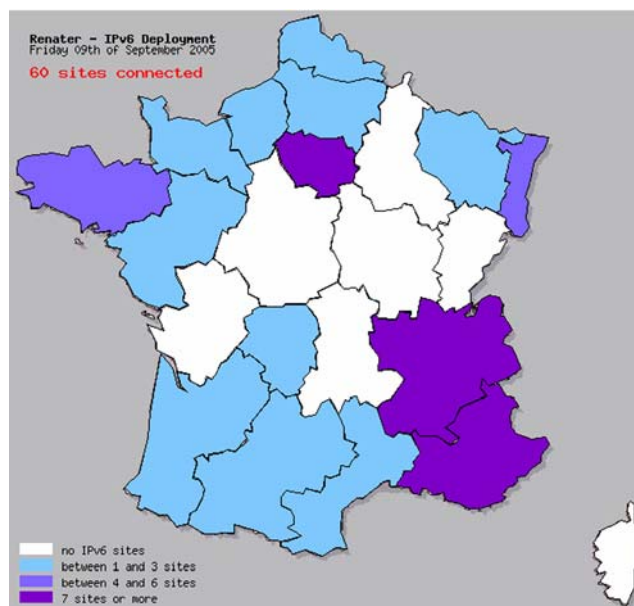 Renater - IPv6 Deployment
Friday 09th of September 2005
60 sites connected
no IPv6 sites
between 1 and 3 sites
between 4 and 6 sites
7 sites or more